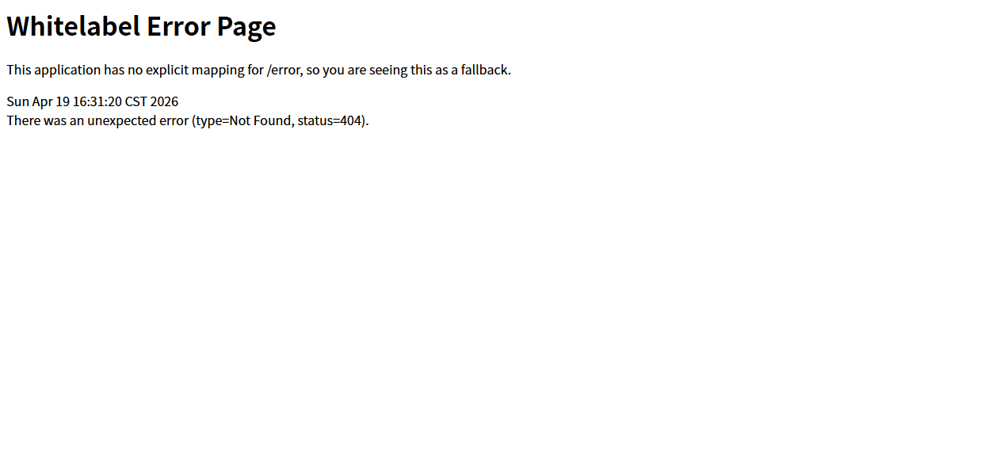 Whitelabel Error Page
This application has no explicit mapping for /error, so you are seeing this as a fallback.
Sun Apr 19 16:31:20 CST 2026
There was an unexpected error (type=Not Found, status=404).